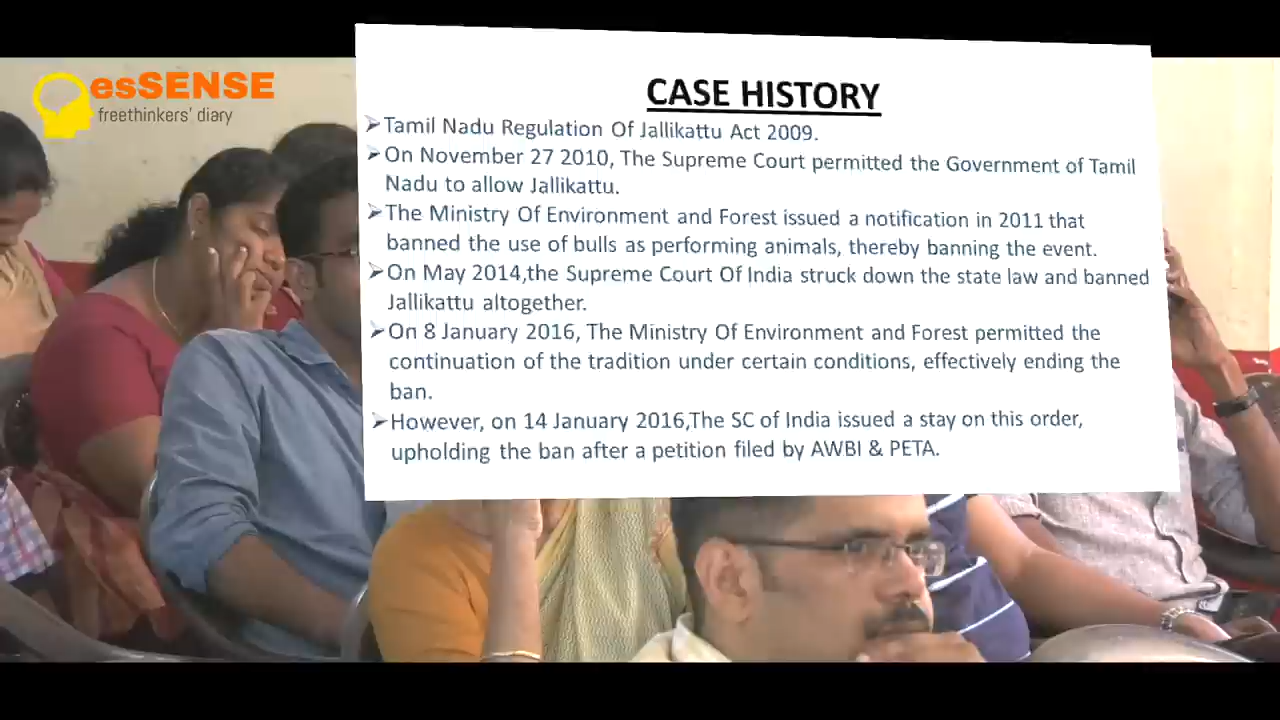 esSENSE
freethinkers' diary
CASE HISTORY
➢Tamil Nadu Regulation Of Jallikattu Act 2009.
➢On November 27 2010, The Supreme Court permitted the Government of Tamil
Nadu to allow Jallikattu.
➢The Ministry Of Environment and Forest issued a notification in 2011 that
banned the use of bulls as performing animals, thereby banning the event.
➢On May 2014,the Supreme Court Of India struck down the state law and banned
Jallikattu altogether.
➢On 8 January 2016, The Ministry Of Environment and Forest permitted the
continuation of the tradition under certain conditions, effectively ending the
ban.
➢However, on 14 January 2016,The SC of India issued a stay on this order,
upholding the ban after a petition filed by AWBI & PETA.